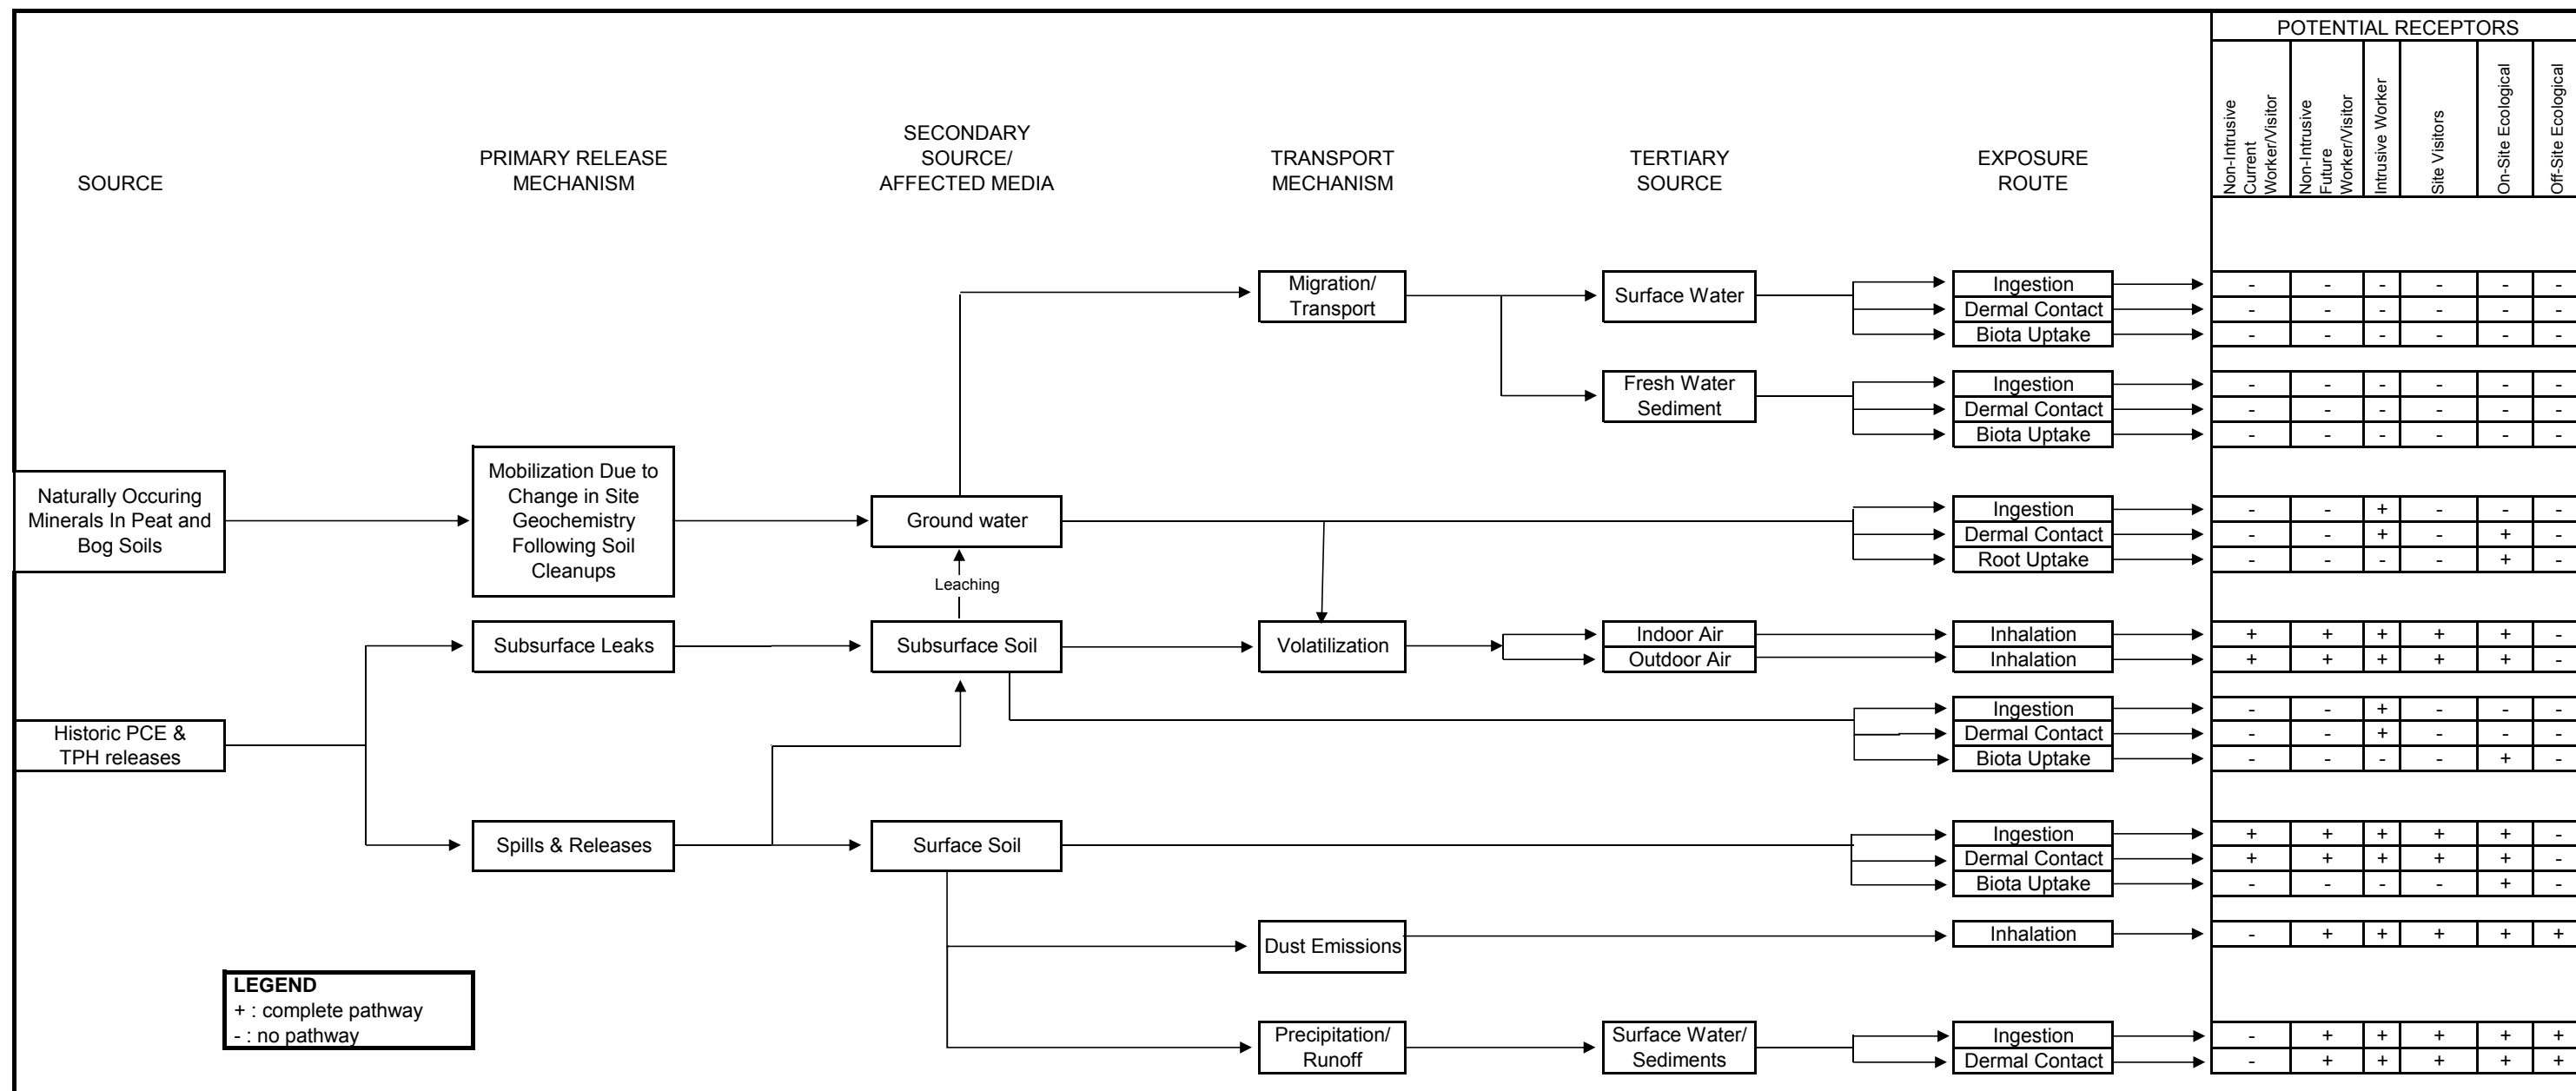 POTENTIAL RECEPTORS
Non-Intrusive
Current
Worker/Visitor
Non-Intrusive
Future
Worker/Visitor
Intrusive Worker
Site Visitors
On-Site Ecological
Off-Site Ecological
SOURCE
PRIMARY RELEASE
MECHANISM
SECONDARY
SOURCE/
AFFECTED MEDIA
TRANSPORT
MECHANISM
TERTIARY
SOURCE
EXPOSURE
ROUTE
Migration/
Transport
Surface Water
Ingestion
- - - - - -
Dermal Contact
- - - - - -
Biota Uptake
- - - - - -
Fresh Water
Sediment
Ingestion
- - - - - -
Dermal Contact
- - - - - -
Biota Uptake
- - - - - -
Naturally Occuring
Minerals In Peat and
Bog Soils
Mobilization Due to
Change in Site
Geochemistry
Following Soil
Cleanups
Ground water
Ingestion
- - + - - -
Dermal Contact
- - + - + -
Root Uptake
- - - - + -
Leaching
Subsurface Leaks
Subsurface Soil
Volatilization
Indoor Air
Inhalation
+ + + + + -
Outdoor Air
Inhalation
+ + + + + -
Ingestion
- - + - - -
Dermal Contact
- - + - - -
Biota Uptake
- - - - + -
Historic PCE &
TPH releases
Spills & Releases
Surface Soil
Ingestion
+ + + + + -
Dermal Contact
+ + + + + -
Biota Uptake
- - - - + -
Dust Emissions
Inhalation
- + + + + +
Precipitation/
Runoff
Surface Water/
Sediments
Ingestion
- + + + + +
Dermal Contact
- + + + + +
LEGEND
+ : complete pathway
- : no pathway